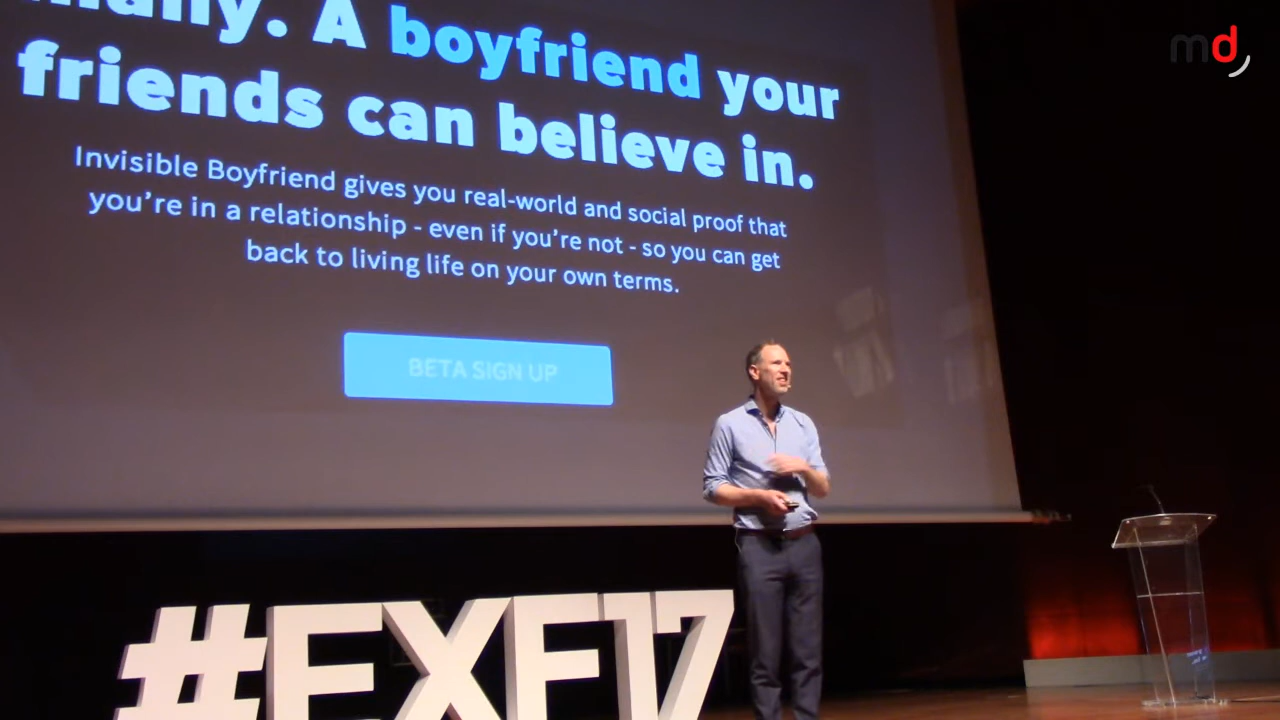 many. A boyfriend your
friends can believe in.
Invisible Boyfriend gives you real-world and social proof that
you're in a relationship - even if you're not - so you can get
back to living life on your own terms.
BETA SIGN UP
#EXF17
md